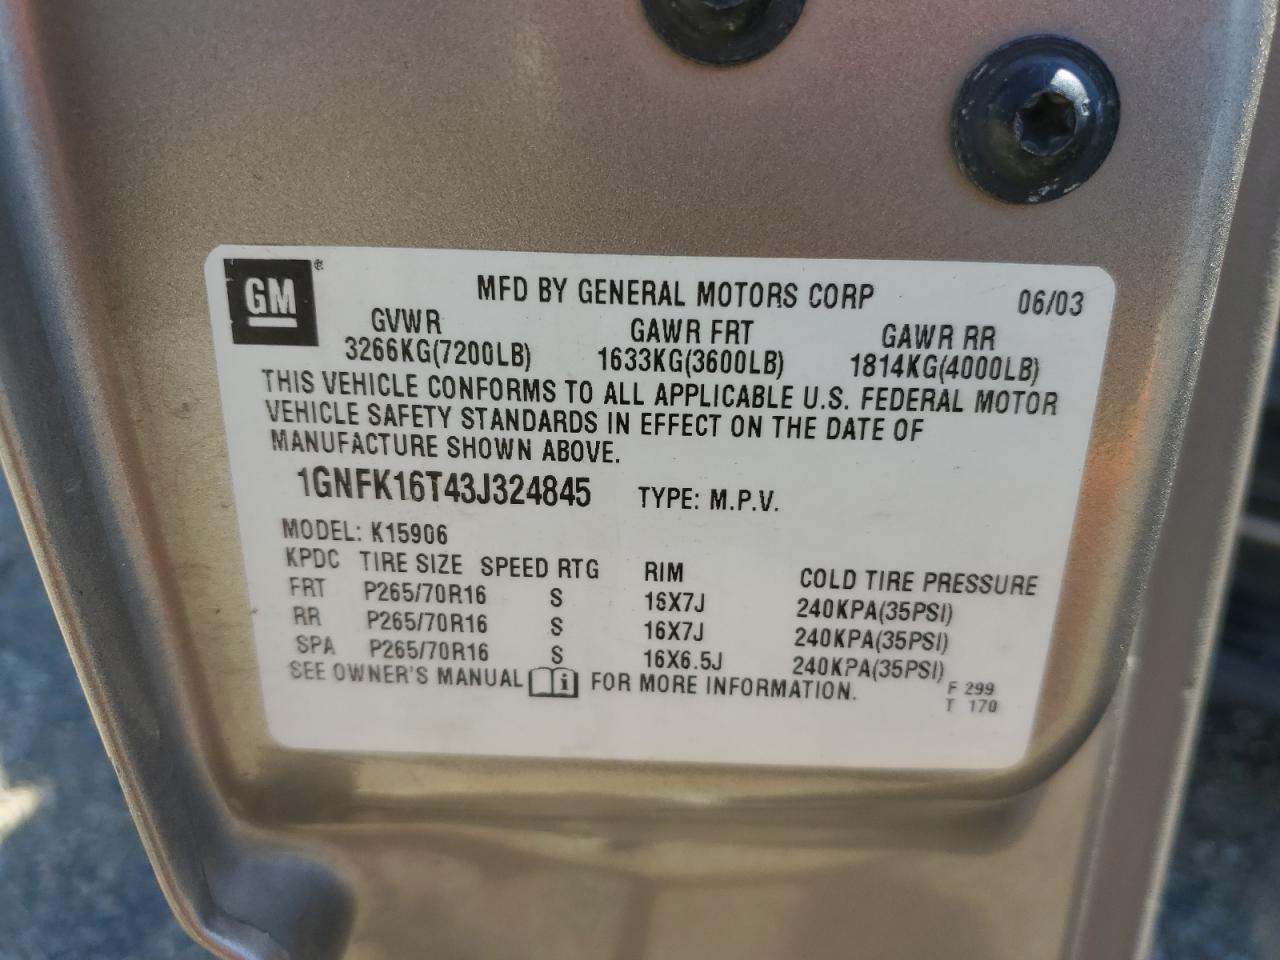 GM®
MFD BY GENERAL MOTORS CORP 06/03
GVWR GAWR FRT GAWR RR
3266KG(7200LB) 1633KG(3600LB) 1814KG(4000LB)
THIS VEHICLE CONFORMS TO ALL APPLICABLE U.S. FEDERAL MOTOR
VEHICLE SAFETY STANDARDS IN EFFECT ON THE DATE OF
MANUFACTURE SHOWN ABOVE.
1GNFK16T43J324845 TYPE: M.P.V.
MODEL: K15906
KPDC TIRE SIZE SPEED RTG RIM COLD TIRE PRESSURE
FRT P265/70R16 S 16X7J 240KPA(35PSI)
RR P265/70R16 S 16X7J 240KPA(35PSI)
SPA P265/70R16 S 16X6.5J 240KPA(35PSI)
SEE OWNER'S MANUAL i FOR MORE INFORMATION.
F 299
T 170